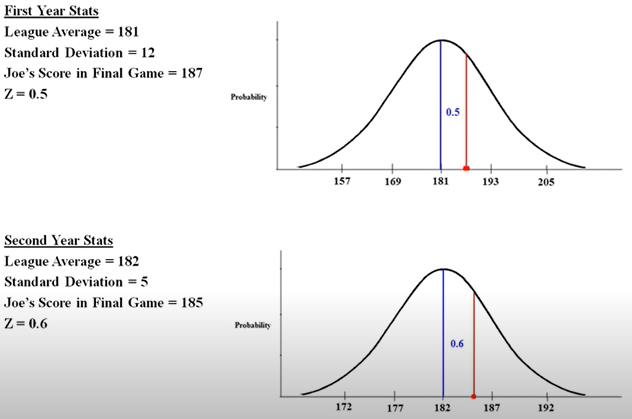 First Year Stats
League Average = 181
Standard Deviation = 12
Joe's Score in Final Game = 187
Z = 0.5
Probability
0.5
157 169 181 193 205
Second Year Stats
League Average = 182
Standard Deviation = 5
Joe's Score in Final Game = 185
Z = 0.6
Probability
0.6
172 177 182 187 192